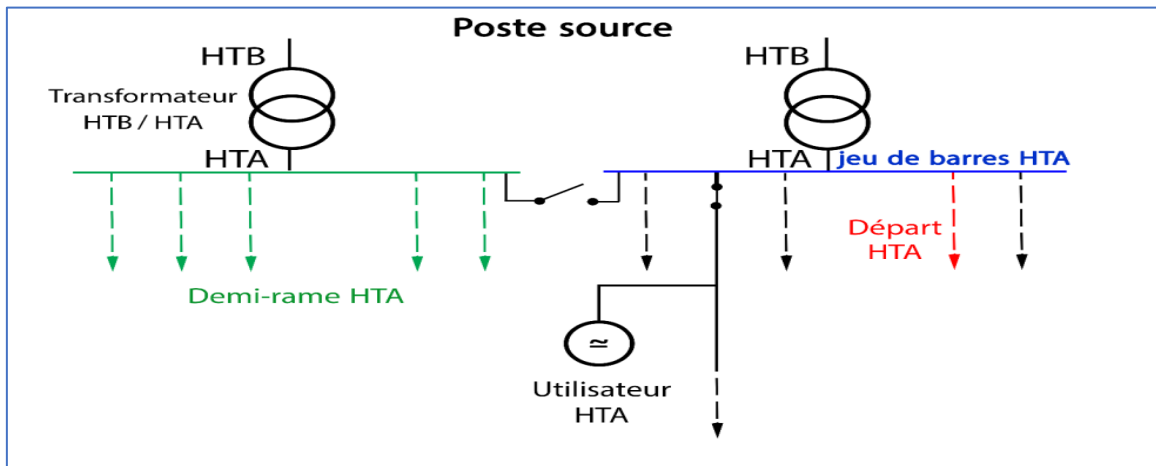 Poste source
HTB
HTB
Transformateur
HTB / HTA
HTA
HTA
jeu de barres HTA
Départ
HTA
Demi-rame HTA
≃
Utilisateur
HTA